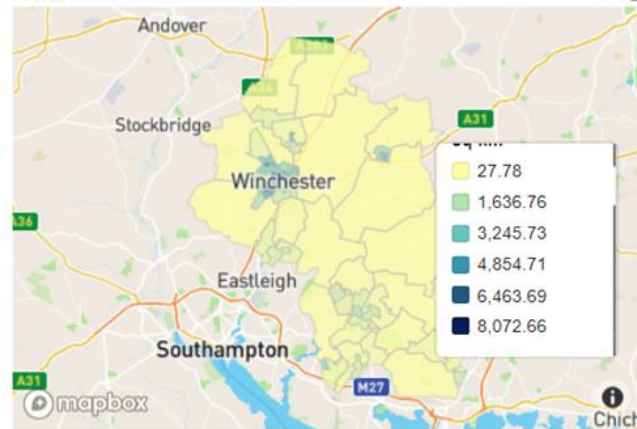 Andover
A303
A34
Stockbridge
A31
Winchester
27.78
1,636.76
3,245.73
A36
4,854.71
6,463.69
Eastleigh
8,072.66
Southampton
A31
M27
mapbox
i
Chich